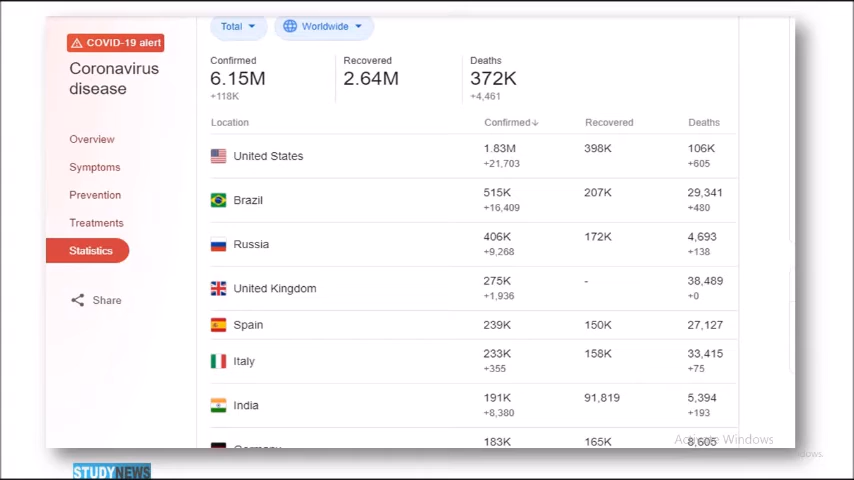 Total
Worldwide
COVID-19 alert
Coronavirus
disease
Confirmed Recovered Deaths
6.15M 2.64M 372K
+118K +4,461
Location Confirmed↓ Recovered Deaths
United States 1.83M 398K 106K
+21,703 +605
Brazil 515K 207K 29,341
+16,409 +480
Russia 406K 172K 4,693
+9,268 +138
United Kingdom 275K - 38,489
+1,936 +0
Spain 239K 150K 27,127
Italy 233K 158K 33,415
+355 +75
India 191K 91,819 5,394
+8,380 +193
Germany 183K 165K 8,605
Overview
Symptoms
Prevention
Treatments
Statistics
Share
Activate Windows
dows.
STUDYNEWS